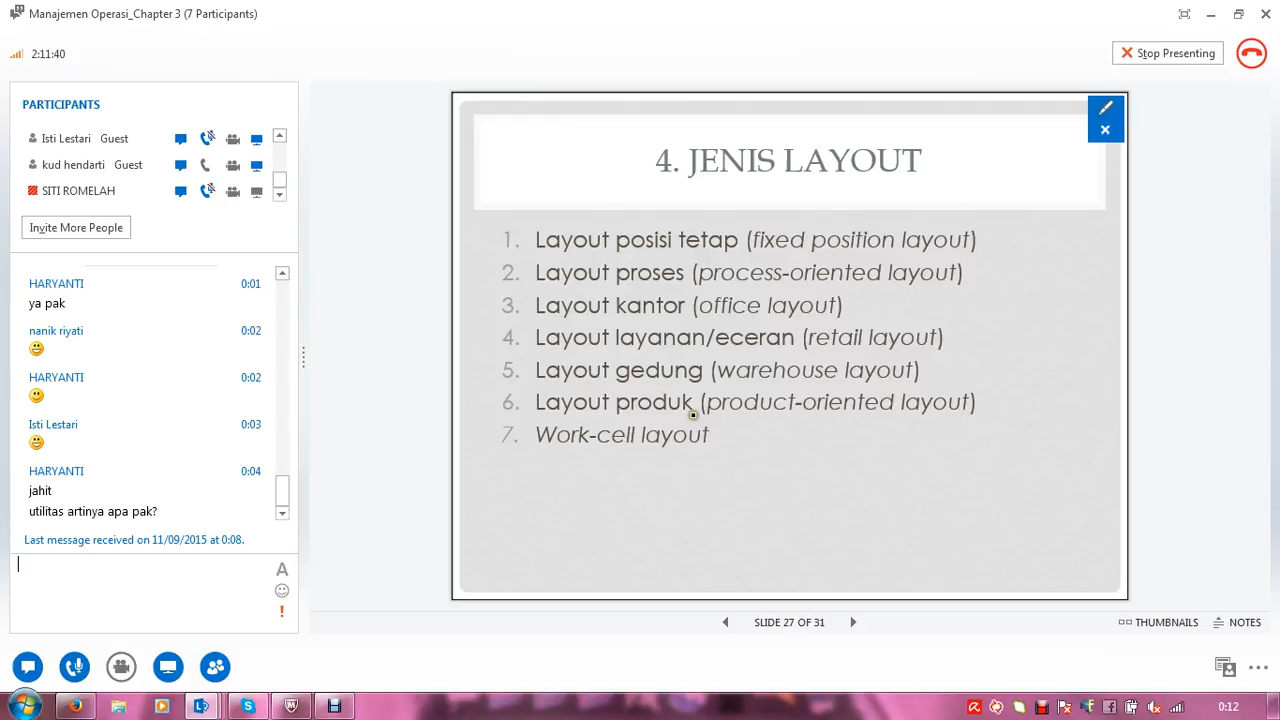 Manajemen Operasi_Chapter 3 (7 Participants)
2:11:40
Stop Presenting
PARTICIPANTS
Isti Lestari Guest
kud hendarti Guest
SITI ROMELAH
Invite More People
HARYANTI 0:01
ya pak
nanik riyati 0:02
HARYANTI 0:02
Isti Lestari 0:03
HARYANTI 0:04
jahit
utilitas artinya apa pak?
Last message received on 11/09/2015 at 0:08.
A
!
4. JENIS LAYOUT
1. Layout posisi tetap (fixed position layout)
2. Layout proses (process-oriented layout)
3. Layout kantor (office layout)
4. Layout layanan/eceran (retail layout)
5. Layout gedung (warehouse layout)
6. Layout produk (product-oriented layout)
7. Work-cell layout
SLIDE 27 OF 31
THUMBNAILS
NOTES
0:12